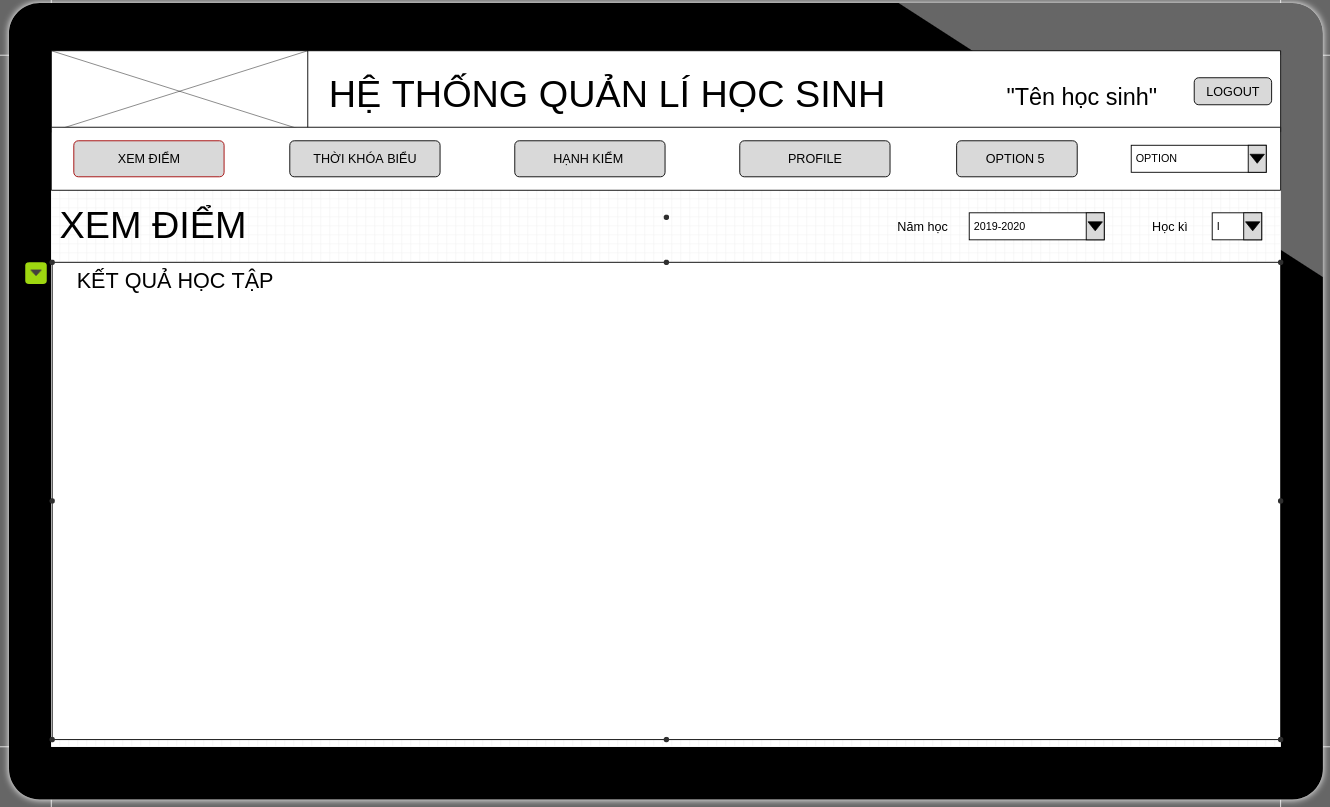 HỆ THỐNG QUẢN LÍ HỌC SINH
"Tên học sinh"
LOGOUT
XEM ĐIỂM
THỜI KHÓA BIỂU
HẠNH KIỂM
PROFILE
OPTION 5
OPTION
XEM ĐIỂM
Năm học
2019-2020
Học kì
I
KẾT QUẢ HỌC TẬP